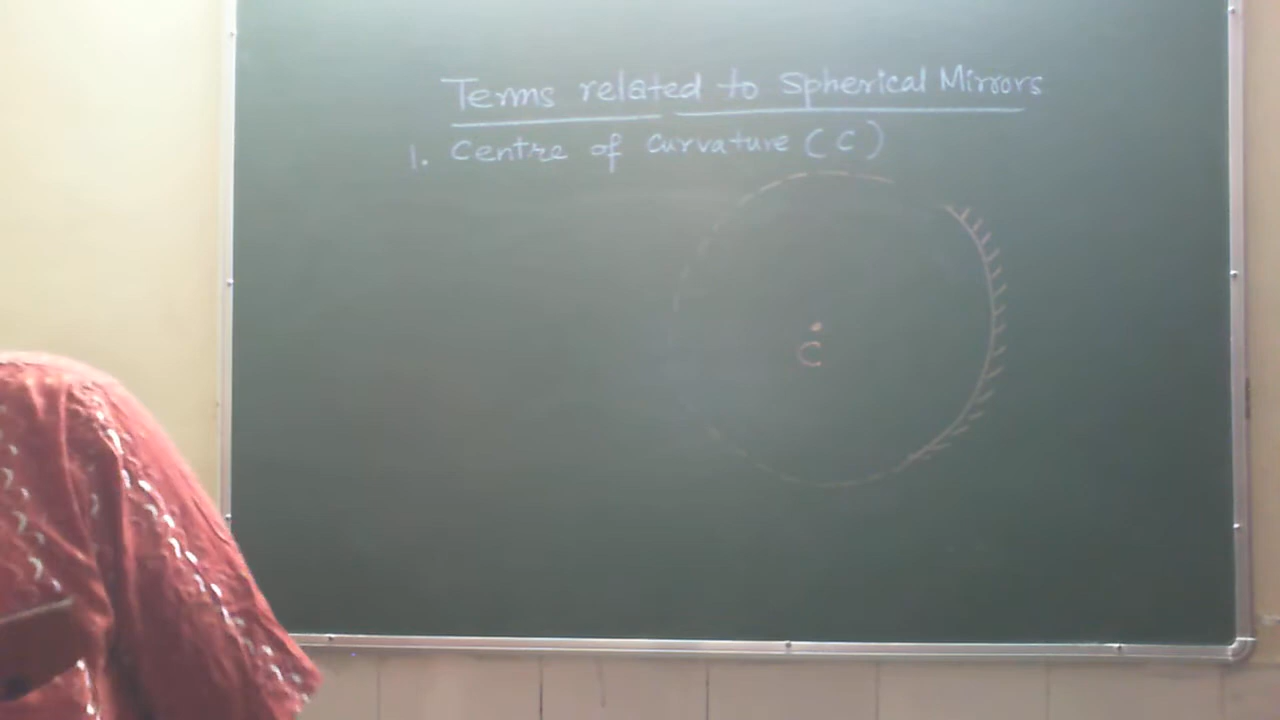 Terms related to Spherical Mirrors
1. Centre of Curvature (C)
C